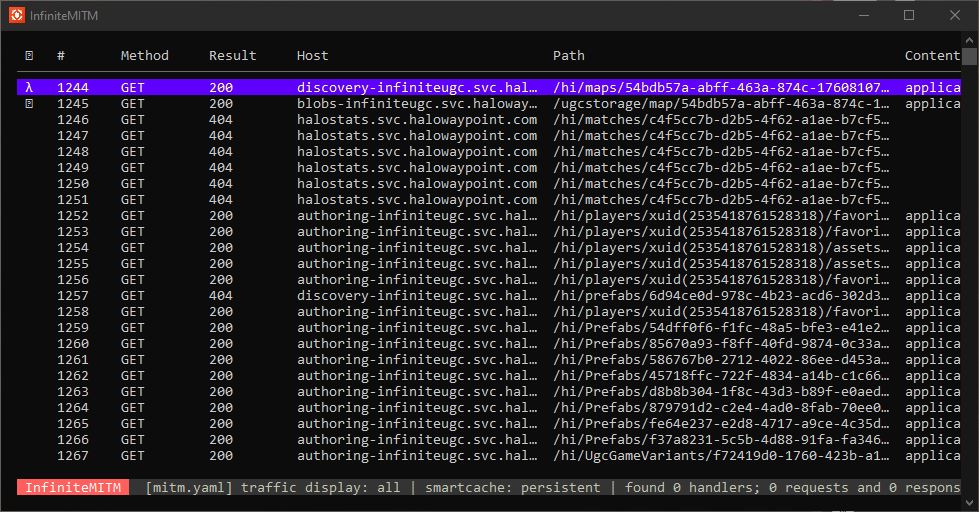 InfiniteMITM
# Method Result Host Path Content
λ 1244 GET 200 discovery-infiniteugc.svc.hal… /hi/maps/54bdb57a-abff-463a-874c-17608107… applica
1245 GET 200 blobs-infiniteugc.svc.haloway… /ugcstorage/map/54bdb57a-abff-463a-874c-1… applica
1246 GET 404 halostats.svc.halowaypoint.com /hi/matches/c4f5cc7b-d2b5-4f62-a1ae-b7cf5…
1247 GET 404 halostats.svc.halowaypoint.com /hi/matches/c4f5cc7b-d2b5-4f62-a1ae-b7cf5…
1248 GET 404 halostats.svc.halowaypoint.com /hi/matches/c4f5cc7b-d2b5-4f62-a1ae-b7cf5…
1249 GET 404 halostats.svc.halowaypoint.com /hi/matches/c4f5cc7b-d2b5-4f62-a1ae-b7cf5…
1250 GET 404 halostats.svc.halowaypoint.com /hi/matches/c4f5cc7b-d2b5-4f62-a1ae-b7cf5…
1251 GET 404 halostats.svc.halowaypoint.com /hi/matches/c4f5cc7b-d2b5-4f62-a1ae-b7cf5…
1252 GET 200 authoring-infiniteugc.svc.hal… /hi/players/xuid(2535418761528318)/favori… applica
1253 GET 200 authoring-infiniteugc.svc.hal… /hi/players/xuid(2535418761528318)/favori… applica
1254 GET 200 authoring-infiniteugc.svc.hal… /hi/players/xuid(2535418761528318)/assets… applica
1255 GET 200 authoring-infiniteugc.svc.hal… /hi/players/xuid(2535418761528318)/assets… applica
1256 GET 200 authoring-infiniteugc.svc.hal… /hi/players/xuid(2535418761528318)/favori… applica
1257 GET 404 discovery-infiniteugc.svc.hal… /hi/prefabs/6d94ce0d-978c-4b23-acd6-302d3… applica
1258 GET 200 authoring-infiniteugc.svc.hal… /hi/players/xuid(2535418761528318)/favori… applica
1259 GET 200 authoring-infiniteugc.svc.hal… /hi/Prefabs/54dff0f6-f1fc-48a5-bfe3-e41e2… applica
1260 GET 200 authoring-infiniteugc.svc.hal… /hi/Prefabs/85670a93-f8ff-40fd-9874-0c33a… applica
1261 GET 200 authoring-infiniteugc.svc.hal… /hi/Prefabs/586767b0-2712-4022-86ee-d453a… applica
1262 GET 200 authoring-infiniteugc.svc.hal… /hi/Prefabs/45718ffc-722f-4834-a14b-c1c66… applica
1263 GET 200 authoring-infiniteugc.svc.hal… /hi/Prefabs/d8b8b304-1f8c-43d3-b89f-e0aed… applica
1264 GET 200 authoring-infiniteugc.svc.hal… /hi/Prefabs/879791d2-c2e4-4ad0-8fab-70ee0… applica
1265 GET 200 authoring-infiniteugc.svc.hal… /hi/Prefabs/fe64e237-e2d8-4717-a9ce-4c35d… applica
1266 GET 200 authoring-infiniteugc.svc.hal… /hi/Prefabs/f37a8231-5c5b-4d88-91fa-fa346… applica
1267 GET 200 authoring-infiniteugc.svc.hal… /hi/UgcGameVariants/f72419d0-1760-423b-a1… applica
InfiniteMITM [mitm.yaml] traffic display: all | smartcache: persistent | found 0 handlers; 0 requests and 0 respons